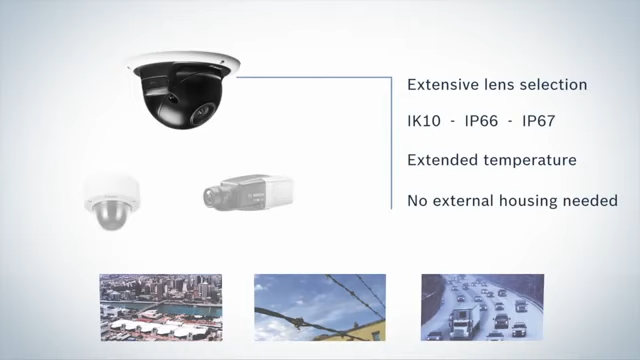 Extensive lens selection
IK10 - IP66 - IP67
Extended temperature
No external housing needed